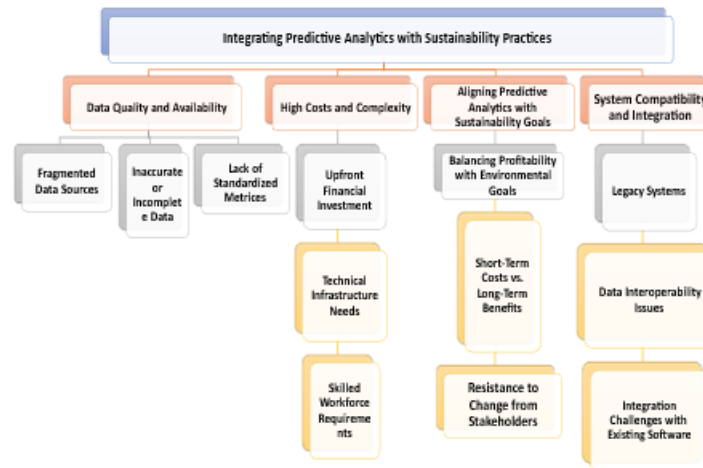 Integrating Predictive Analytics with Sustainability Practices
Data Quality and Availability
High Costs and Complexity
Aligning Predictive
Analytics with
Sustainability Goals
System Compatibility
and Integration
Fragmented
Data Sources
Inaccurate
or
Incomplet
e Data
Lack of
Standardized
Metrices
Upfront
Financial
Investment
Balancing Profitability
with Environmental
Goals
Legacy Systems
Technical
Infrastructure
Needs
Short-Term
Costs vs.
Long-Term
Benefits
Data Interoperability
Issues
Skilled
Workforce
Requireme
nts
Resistance to
Change from
Stakeholders
Integration
Challenges with
Existing Software